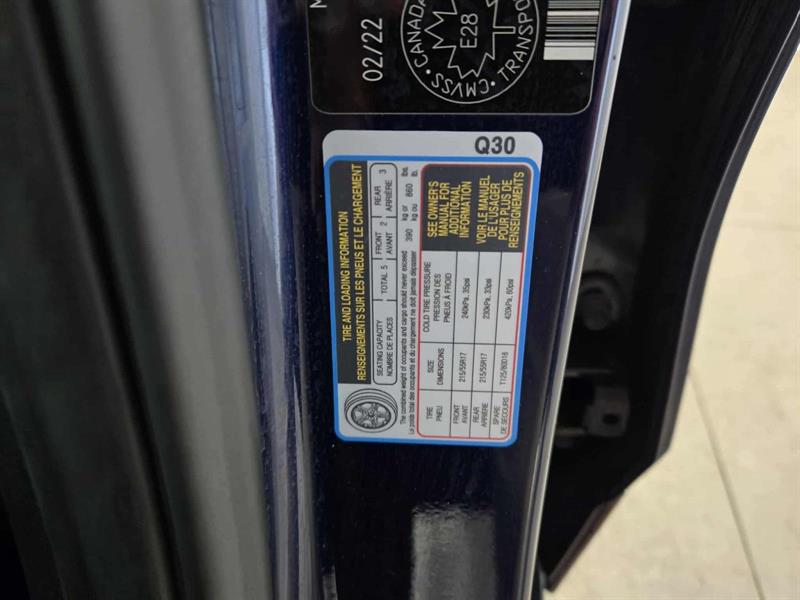 M
02/22
CANADA
E28
TRANSPO
CMVSS
Q30
TIRE AND LOADING INFORMATION
RENSEIGNEMENTS SUR LES PNEUS ET LE CHARGEMENT
SEATING CAPACITY TOTAL 5 FRONT 2 REAR 3
NOMBRE DE PLACES AVANT ARRIÈRE
The combined weight of occupants and cargo should never exceed 390 kg or 860 lbs.
Le poids total des occupants et du chargement ne doit jamais dépasser kg ou lb.
TIRE SIZE COLD TIRE PRESSURE
PNEU DIMENSIONS PRESSION DES PNEUS À FROID
FRONT AVANT 215/55R17 240kPa, 35psi
REAR ARRIÈRE 215/55R17 230kPa, 33psi
SPARE DE SECOURS T125/80D16 420kPa, 60psi
SEE OWNER'S
MANUAL FOR
ADDITIONAL
INFORMATION
VOIR LE MANUEL
DE L'USAGER
POUR PLUS DE
RENSEIGNEMENTS